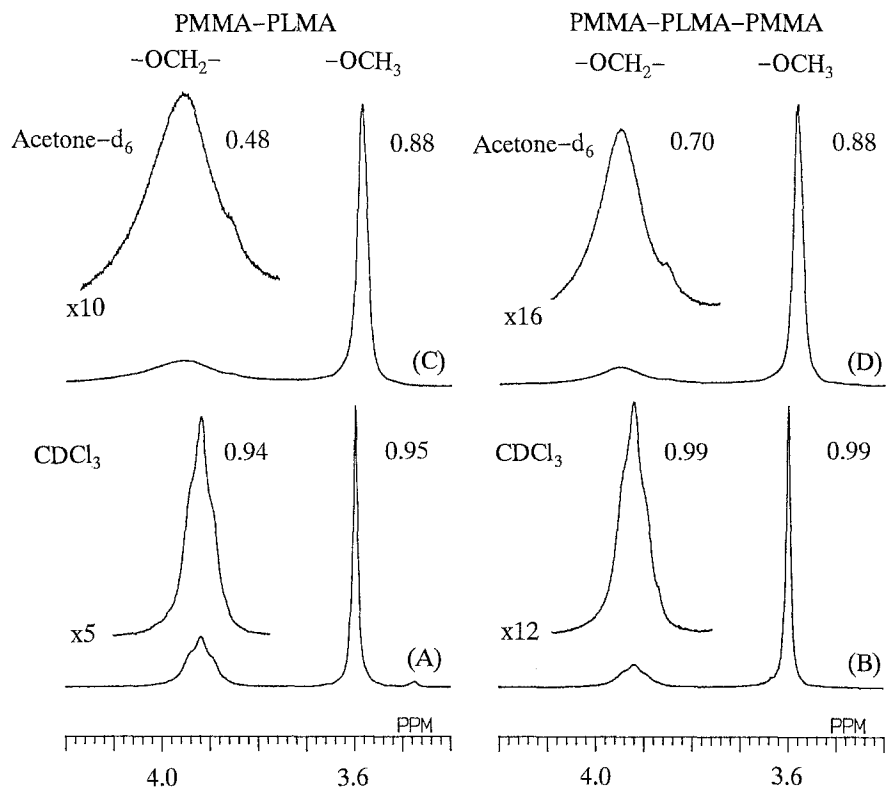 PMMA–PLMA
–OCH₂– –OCH₃
Acetone–d₆ 0.48 0.88
x10
(C)
CDCl₃ 0.94 0.95
x5
(A)
PPM
4.0 3.6
PMMA–PLMA–PMMA
–OCH₂– –OCH₃
Acetone–d₆ 0.70 0.88
x16
(D)
CDCl₃ 0.99 0.99
x12
(B)
PPM
4.0 3.6